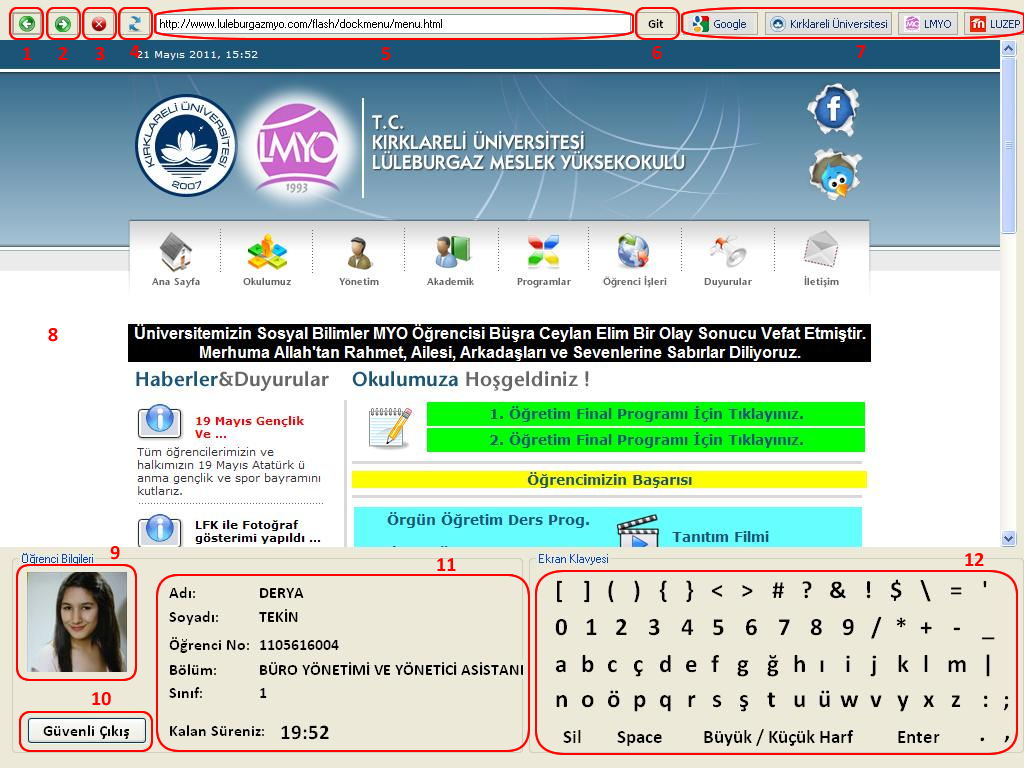 http://www.luleburgazmyo.com/flash/dockmenu/menu.html Git Google Kırklareli Üniversitesi LMYO LUZEP
1 2 3 4 5 6 7
21 Mayıs 2011, 15:52
KIRKLARELİ ÜNİVERSİTESİ 2007
LMYO 1993
T.C.
KIRKLARELİ ÜNİVERSİTESİ
LÜLEBURGAZ MESLEK YÜKSEKOKULU
Ana Sayfa Okulumuz Yönetim Akademik Programlar Öğrenci İşleri Duyurular İletişim
8
Üniversitemizin Sosyal Bilimler MYO Öğrencisi Büşra Ceylan Elim Bir Olay Sonucu Vefat Etmiştir.
Merhuma Allah'tan Rahmet, Ailesi, Arkadaşları ve Sevenlerine Sabırlar Diliyoruz.
Haberler&Duyurular
19 Mayıs Gençlik
Ve ...
Tüm öğrencilerimizin ve
halkımızın 19 Mayıs Atatürk ü
anma gençlik ve spor bayramını
kutlarız.
LFK ile Fotoğraf
gösterimi yapıldı ...
Okulumuza Hoşgeldiniz !
1. Öğretim Final Programı İçin Tıklayınız.
2. Öğretim Final Programı İçin Tıklayınız.
Öğrencimizin Başarısı
Örgün Öğretim Ders Prog.
Tanıtım Filmi
Öğrenci Bilgileri
9
10
Güvenli Çıkış
11
Adı: DERYA
Soyadı: TEKİN
Öğrenci No: 1105616004
Bölüm: BÜRO YÖNETİMİ VE YÖNETİCİ ASİSTANI
Sınıf: 1
Kalan Süreniz: 19:52
Ekran Klavyesi
12
[ ] ( ) { } < > # ? & ! $ \ = '
0 1 2 3 4 5 6 7 8 9 / * + - _
a b c ç d e f g ğ h ı i j k l m |
n o ö p q r s ş t u ü w v y x z : ;
Sil Space Büyük / Küçük Harf Enter . ,